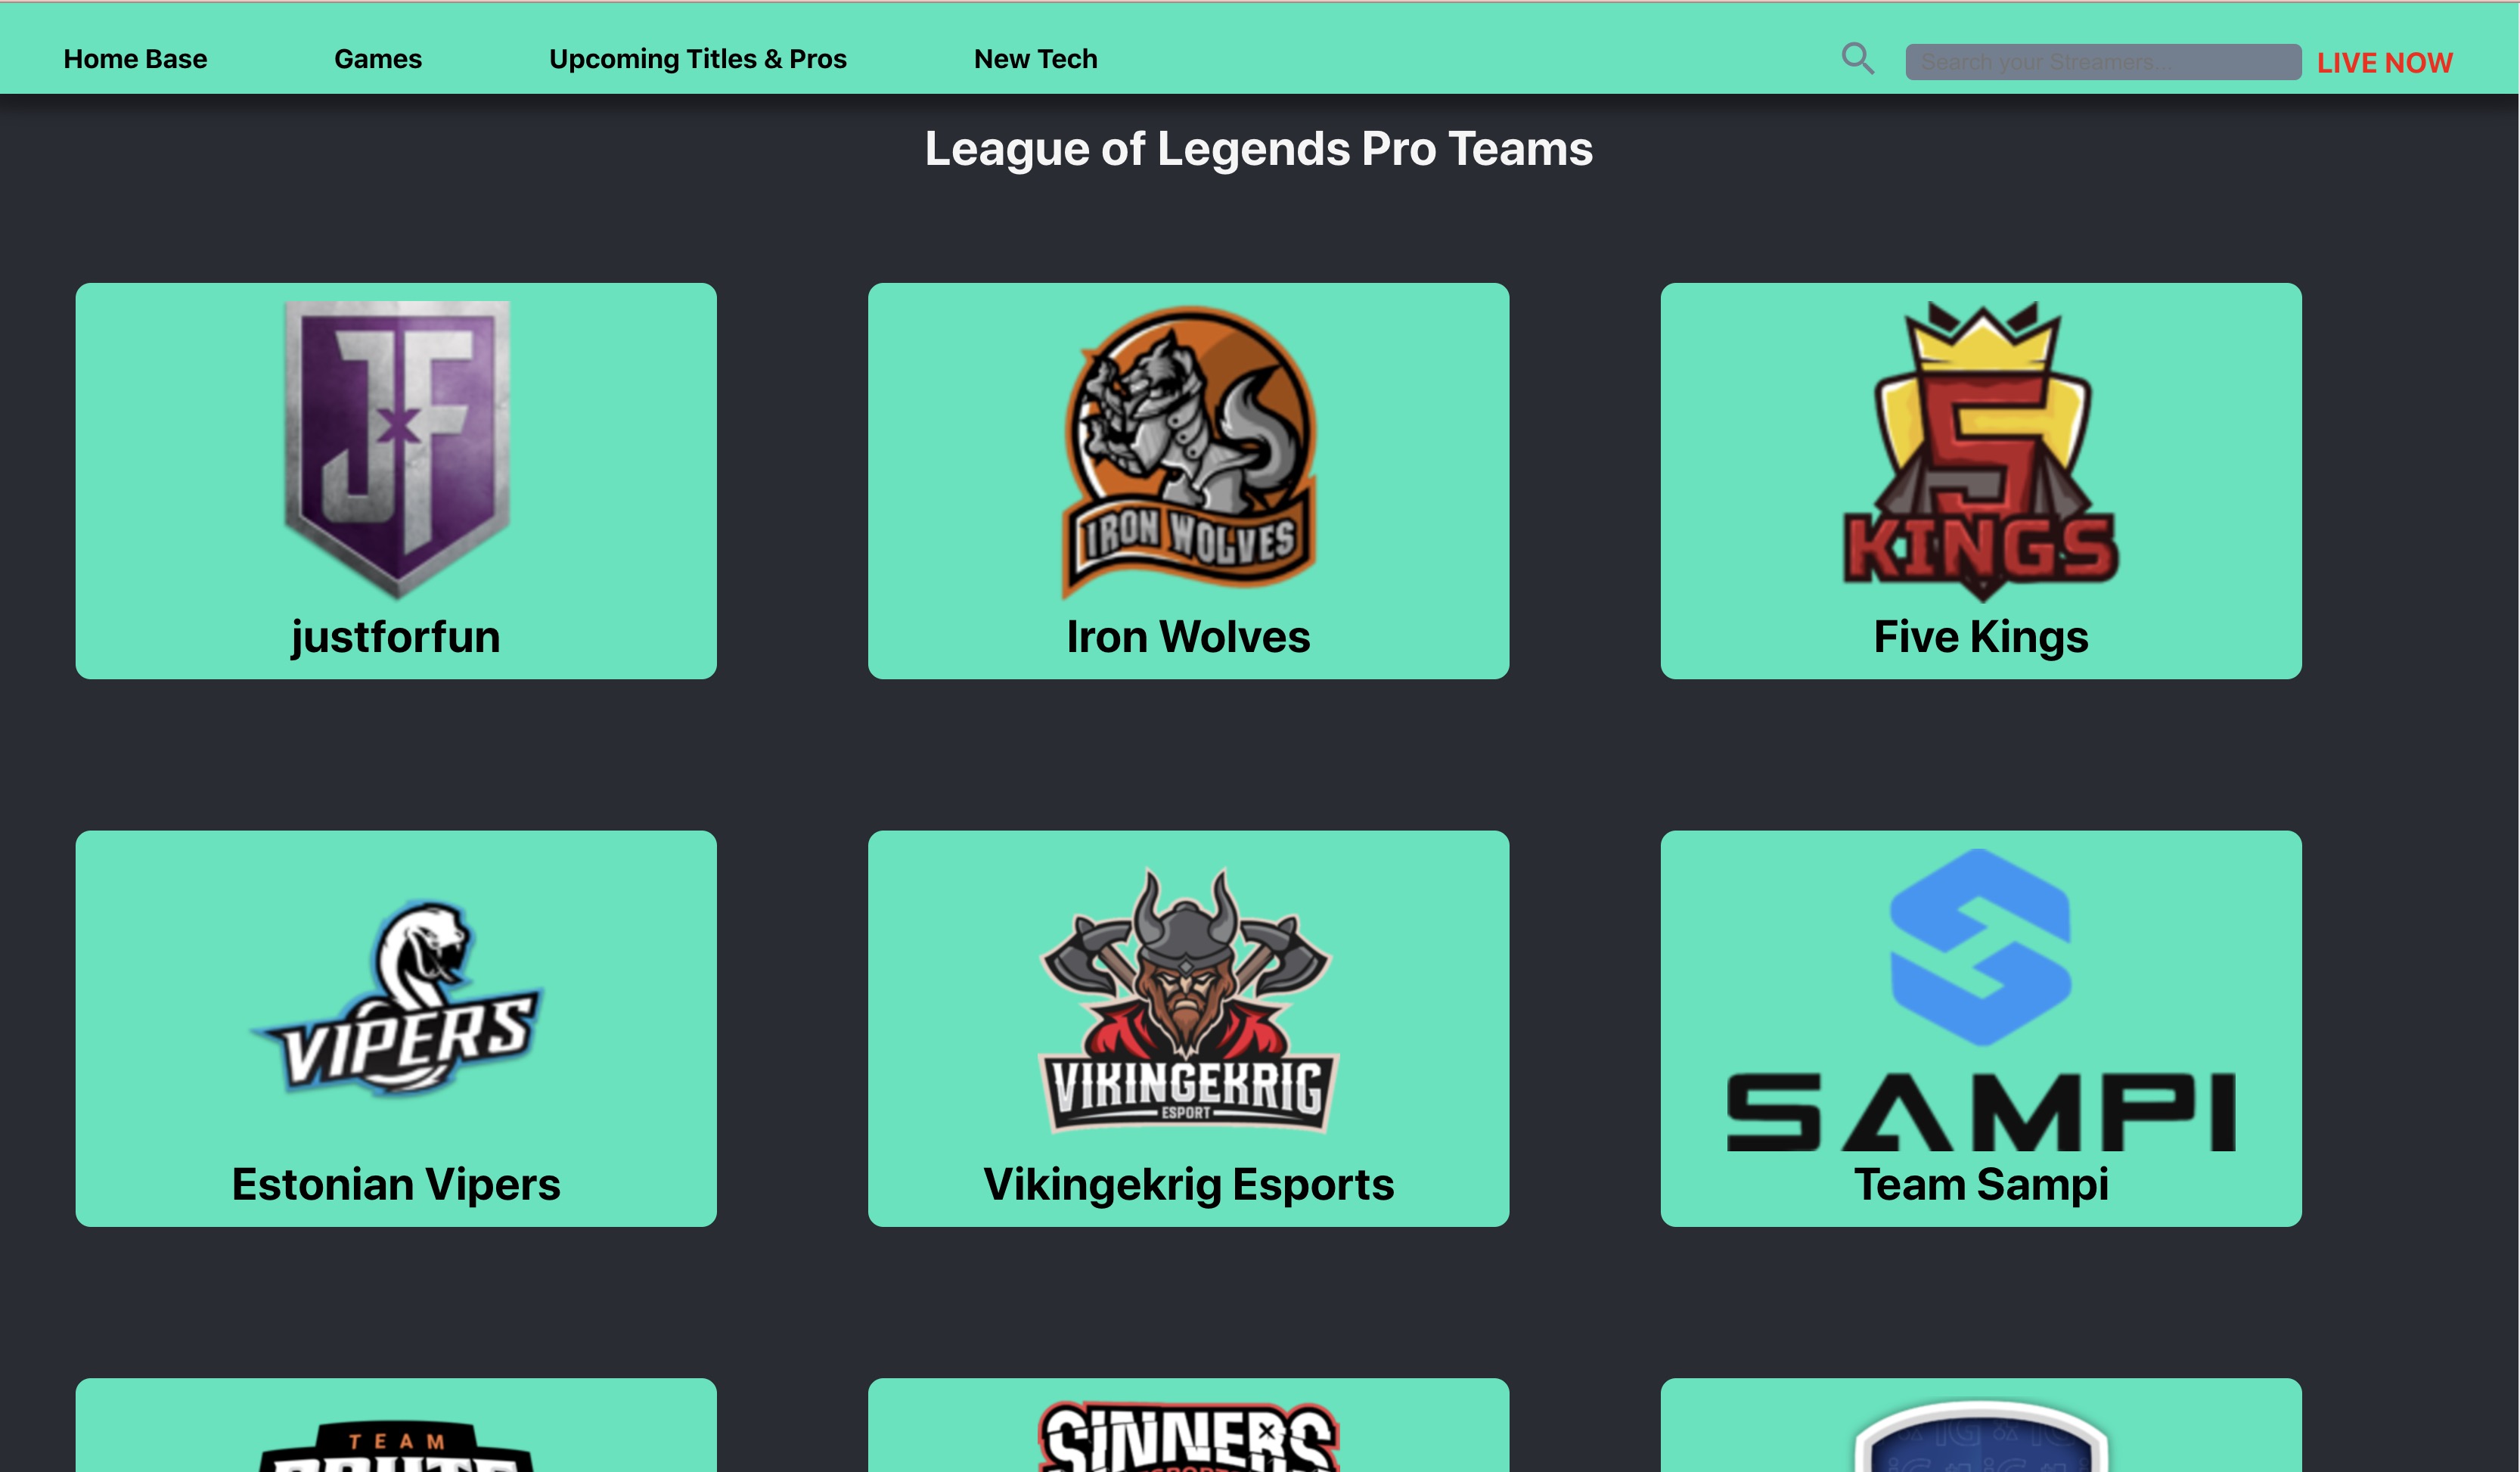 Home Base Games Upcoming Titles & Pros New Tech Search your Streamers... LIVE NOW
League of Legends Pro Teams
JF
IRON WOLVES
5
KINGS
justforfun Iron Wolves Five Kings
VIPERS
VIKINGEKRIG
ESPORT
SAMPI
Estonian Vipers Vikingekrig Esports Team Sampi
TEAM
SINNERS